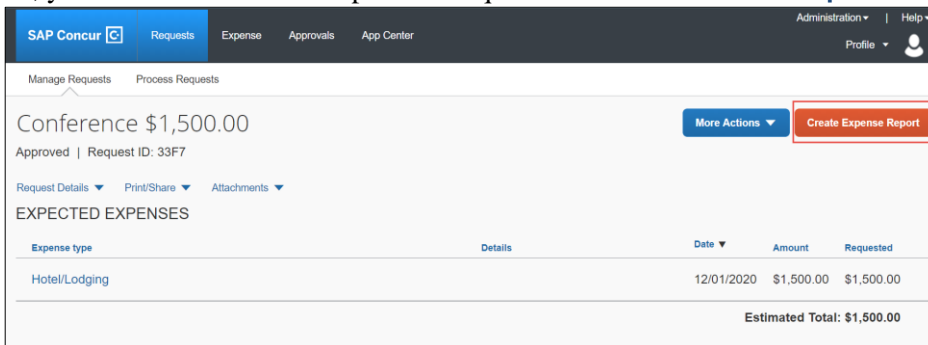 Administration | Help
SAP Concur C Requests Expense Approvals App Center
Profile
Manage Requests Process Requests
Conference $1,500.00
More Actions Create Expense Report
Approved | Request ID: 33F7
Request Details Print/Share Attachments
EXPECTED EXPENSES
Expense type Details Date Amount Requested
Hotel/Lodging 12/01/2020 $1,500.00 $1,500.00
Estimated Total: $1,500.00